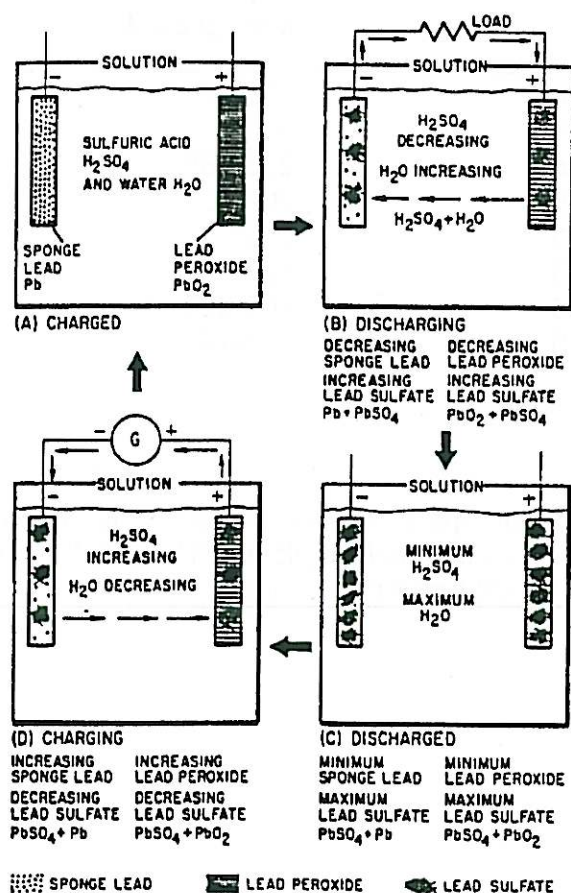 SOLUTION
- +
SULFURIC ACID
H₂SO₄
AND WATER H₂O
SPONGE
LEAD
Pb
LEAD
PEROXIDE
PbO₂
(A) CHARGED
LOAD
SOLUTION
- +
H₂SO₄
DECREASING
H₂O INCREASING
H₂SO₄+H₂O
(B) DISCHARGING
DECREASING DECREASING
SPONGE LEAD LEAD PEROXIDE
INCREASING INCREASING
LEAD SULFATE LEAD SULFATE
Pb + PbSO₄ PbO₂ + PbSO₄
SOLUTION
- +
MINIMUM
H₂SO₄
MAXIMUM
H₂O
(C) DISCHARGED
MINIMUM MINIMUM
SPONGE LEAD LEAD PEROXIDE
MAXIMUM MAXIMUM
LEAD SULFATE LEAD SULFATE
PbSO₄ + Pb PbSO₄ + PbO₂
- G +
SOLUTION
- +
H₂SO₄
INCREASING
H₂O DECREASING
(D) CHARGING
INCREASING INCREASING
SPONGE LEAD LEAD PEROXIDE
DECREASING DECREASING
LEAD SULFATE LEAD SULFATE
PbSO₄ + Pb PbSO₄ + PbO₂
SPONGE LEAD LEAD PEROXIDE LEAD SULFATE